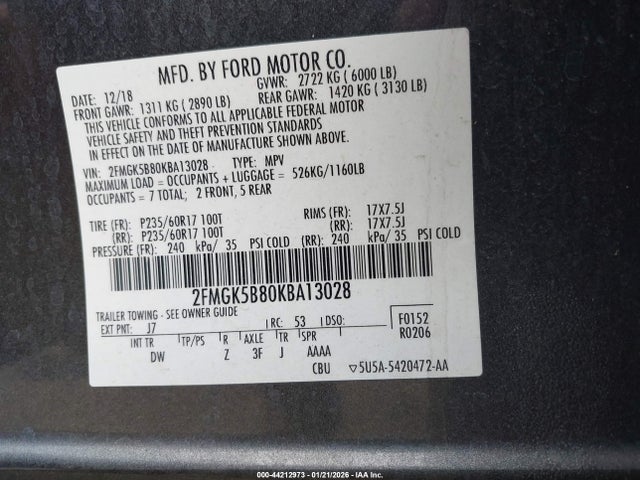 MFD. BY FORD MOTOR CO.
DATE: 12/18 GVWR: 2722 KG ( 6000 LB)
FRONT GAWR: 1311 KG ( 2890 LB) REAR GAWR: 1420 KG ( 3130 LB)
THIS VEHICLE CONFORMS TO ALL APPLICABLE FEDERAL MOTOR
VEHICLE SAFETY AND THEFT PREVENTION STANDARDS
IN EFFECT ON THE DATE OF MANUFACTURE SHOWN ABOVE.
VIN: 2FMGK5B80KBA13028 TYPE: MPV
MAXIMUM LOAD = OCCUPANTS + LUGGAGE = 526KG/1160LB
OCCUPANTS = 7 TOTAL; 2 FRONT, 5 REAR
TIRE (FR): P235/60R17 100T RIMS (FR): 17X7.5J
(RR): P235/60R17 100T (RR): 17X7.5J
PRESSURE (FR): 240 kPa/ 35 PSI COLD (RR): 240 kPa/ 35 PSI COLD
2FMGK5B80KBA13028
TRAILER TOWING - SEE OWNER GUIDE
EXT PNT: J7 RC: 53 DSO: F0152
R0206
INT TR TP/PS R AXLE TR SPR
DW Z 3F J AAAA
CBU ▽5U5A-5420472-AA
000-44212973 - 01/21/2026 - IAA Inc.